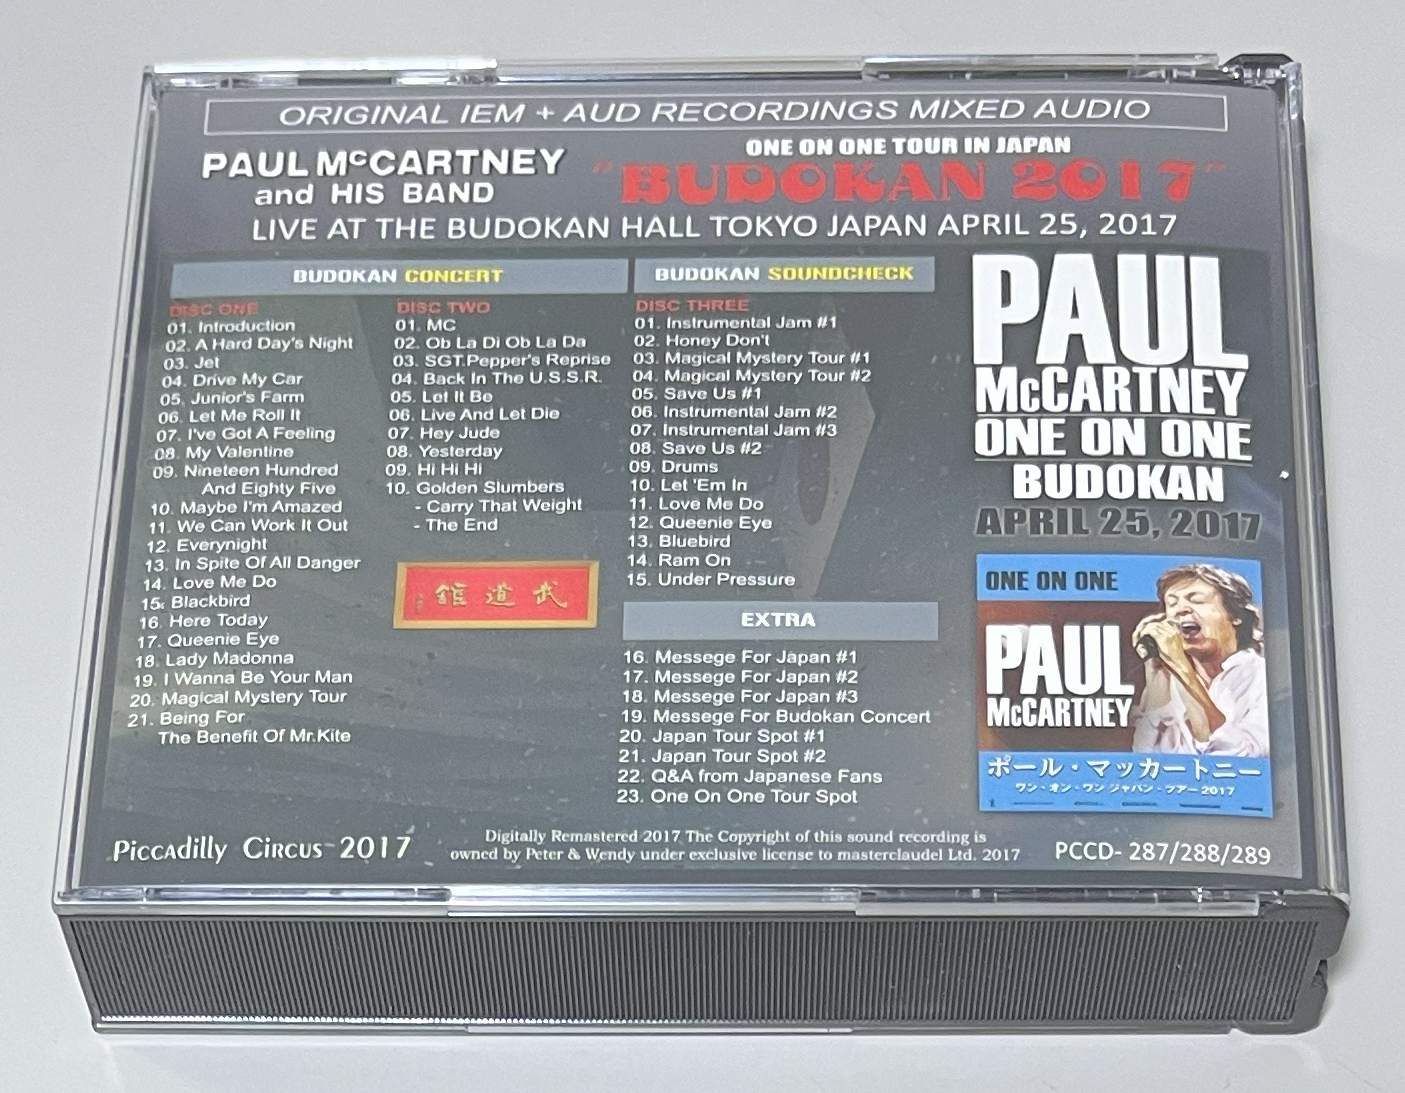 ORIGINAL IEM + AUD RECORDINGS MIXED AUDIO
PAUL McCARTNEY
and HIS BAND
ONE ON ONE TOUR IN JAPAN
"BUDOKAN 2017"
LIVE AT THE BUDOKAN HALL TOKYO JAPAN APRIL 25, 2017
BUDOKAN CONCERT
DISC ONE
01. Introduction
02. A Hard Day's Night
03. Jet
04. Drive My Car
05. Junior's Farm
06. Let Me Roll It
07. I've Got A Feeling
08. My Valentine
09. Nineteen Hundred
And Eighty Five
10. Maybe I'm Amazed
11. We Can Work It Out
12. Everynight
13. In Spite Of All Danger
14. Love Me Do
15. Blackbird
16. Here Today
17. Queenie Eye
18. Lady Madonna
19. I Wanna Be Your Man
20. Magical Mystery Tour
21. Being For
The Benefit Of Mr.Kite
DISC TWO
01. MC
02. Ob La Di Ob La Da
03. SGT.Pepper's Reprise
04. Back In The U.S.S.R.
05. Let It Be
06. Live And Let Die
07. Hey Jude
08. Yesterday
09. Hi Hi Hi
10. Golden Slumbers
- Carry That Weight
- The End
館道武
BUDOKAN SOUNDCHECK
DISC THREE
01. Instrumental Jam #1
02. Honey Don't
03. Magical Mystery Tour #1
04. Magical Mystery Tour #2
05. Save Us #1
06. Instrumental Jam #2
07. Instrumental Jam #3
08. Save Us #2
09. Drums
10. Let 'Em In
11. Love Me Do
12. Queenie Eye
13. Bluebird
14. Ram On
15. Under Pressure
EXTRA
16. Messege For Japan #1
17. Messege For Japan #2
18. Messege For Japan #3
19. Messege For Budokan Concert
20. Japan Tour Spot #1
21. Japan Tour Spot #2
22. Q&A from Japanese Fans
23. One On One Tour Spot
PAUL
McCARTNEY
ONE ON ONE
BUDOKAN
APRIL 25, 2017
ONE ON ONE
PAUL
McCARTNEY
ポール・マッカートニー
ワン・オン・ワン ジャパン・ツアー 2017
Piccadilly Circus 2017
Digitally Remastered 2017 The Copyright of this sound recording is
owned by Peter & Wendy under exclusive license to masterclaudel Ltd. 2017
PCCD- 287/288/289